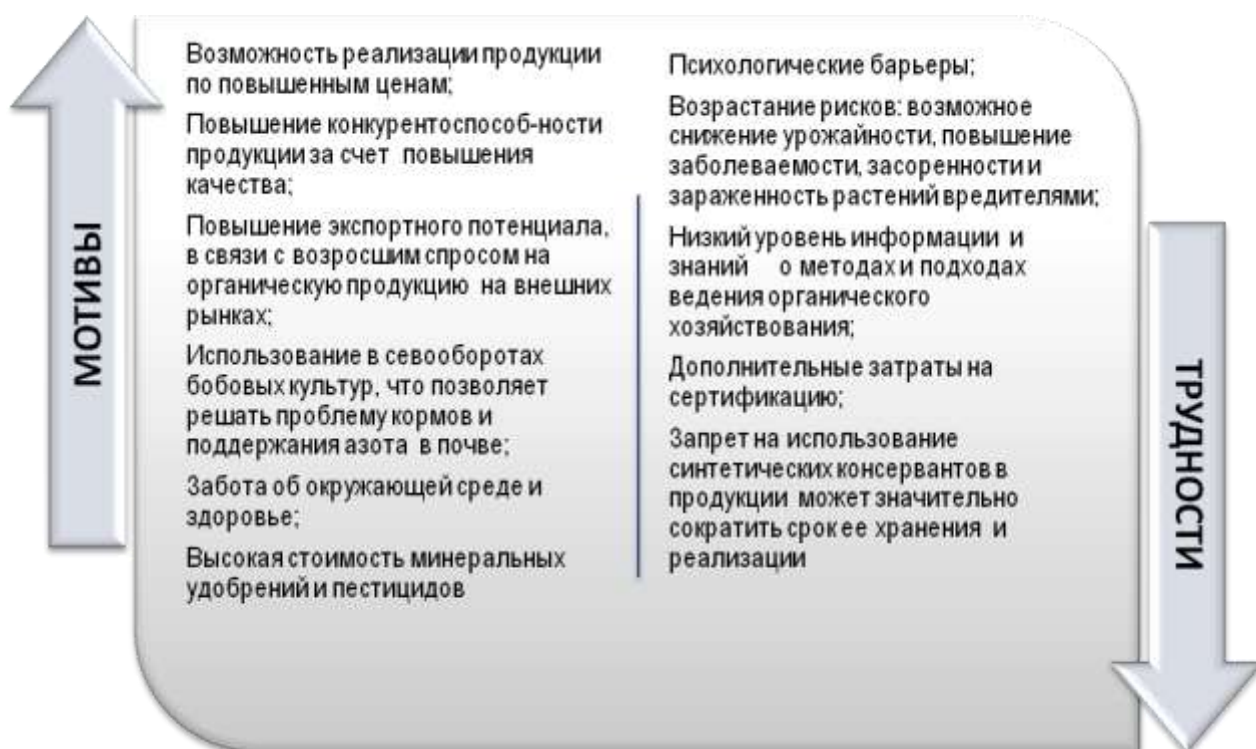 МОТИВЫ
Возможность реализации продукции
по повышенным ценам;
Повышение конкурентоспособ-ности
продукции за счет повышения
качества;
Повышение экспортного потенциала,
в связи с возросшим спросом на
органическую продукцию на внешних
рынках;
Использование в севооборотах
бобовых культур, что позволяет
решать проблему кормов и
поддержания азота в почве;
Забота об окружающей среде и
здоровье;
Высокая стоимость минеральных
удобрений и пестицидов
Психологические барьеры;
Возрастание рисков: возможное
снижение урожайности, повышение
заболеваемости, засоренности и
зараженность растений вредителями;
Низкий уровень информации и
знаний о методах и подходах
ведения органического
хозяйствования;
Дополнительные затраты на
сертификацию;
Запрет на использование
синтетических консервантов в
продукции может значительно
сократить срок ее хранения и
реализации
ТРУДНОСТИ